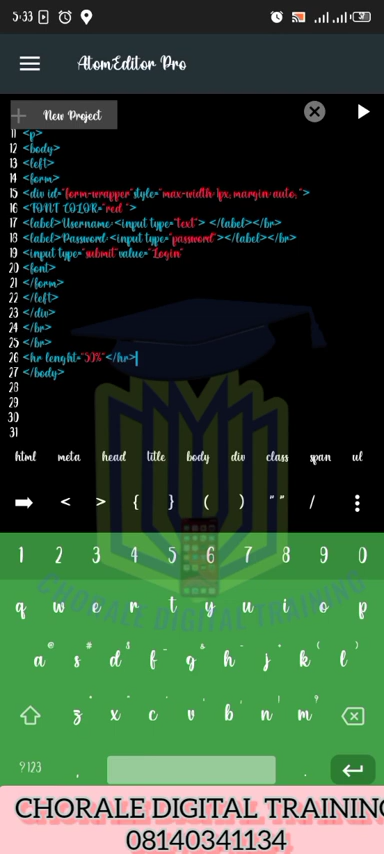 5:33
37
AtomEditor Pro
+ New Project
11 <p>
12 <body>
13 <left>
14 <form>
15 <div id="form-wrapper"style="max-width:1px,margin:auto, ">
16 <FONT COLOR="red ">
17 <label>Username <input type="text"> </label></br>
18 <label>Password <input type="password"></label></br>
19 <input type="submit"value="Login"
20 <font>
21 </form>
22 </left>
23 </div>
24 </br>
25 </br>
26 <hr lenght="50%"</hr>
27 </body>
28
29
30
31
html meta head title body div class span ul
< > { } ( ) " " /
1 2 3 4 5 6 7 8 9 0
CHORALE DIGITAL TRAINING
q w e r t y u i o p
a s d f g h j k l
z x c v b n m
?123 , .
CHORALE DIGITAL TRAINING
08140341134